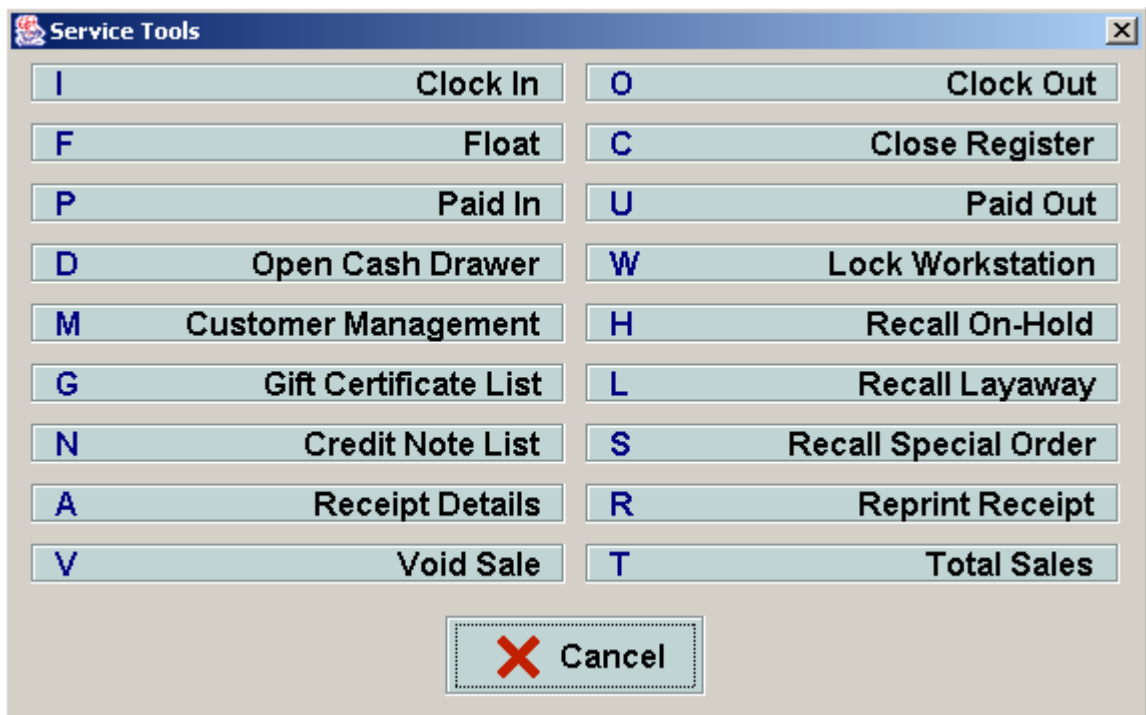 Service Tools
I Clock In O Clock Out
F Float C Close Register
P Paid In U Paid Out
D Open Cash Drawer W Lock Workstation
M Customer Management H Recall On-Hold
G Gift Certificate List L Recall Layaway
N Credit Note List S Recall Special Order
A Receipt Details R Reprint Receipt
V Void Sale T Total Sales
Cancel